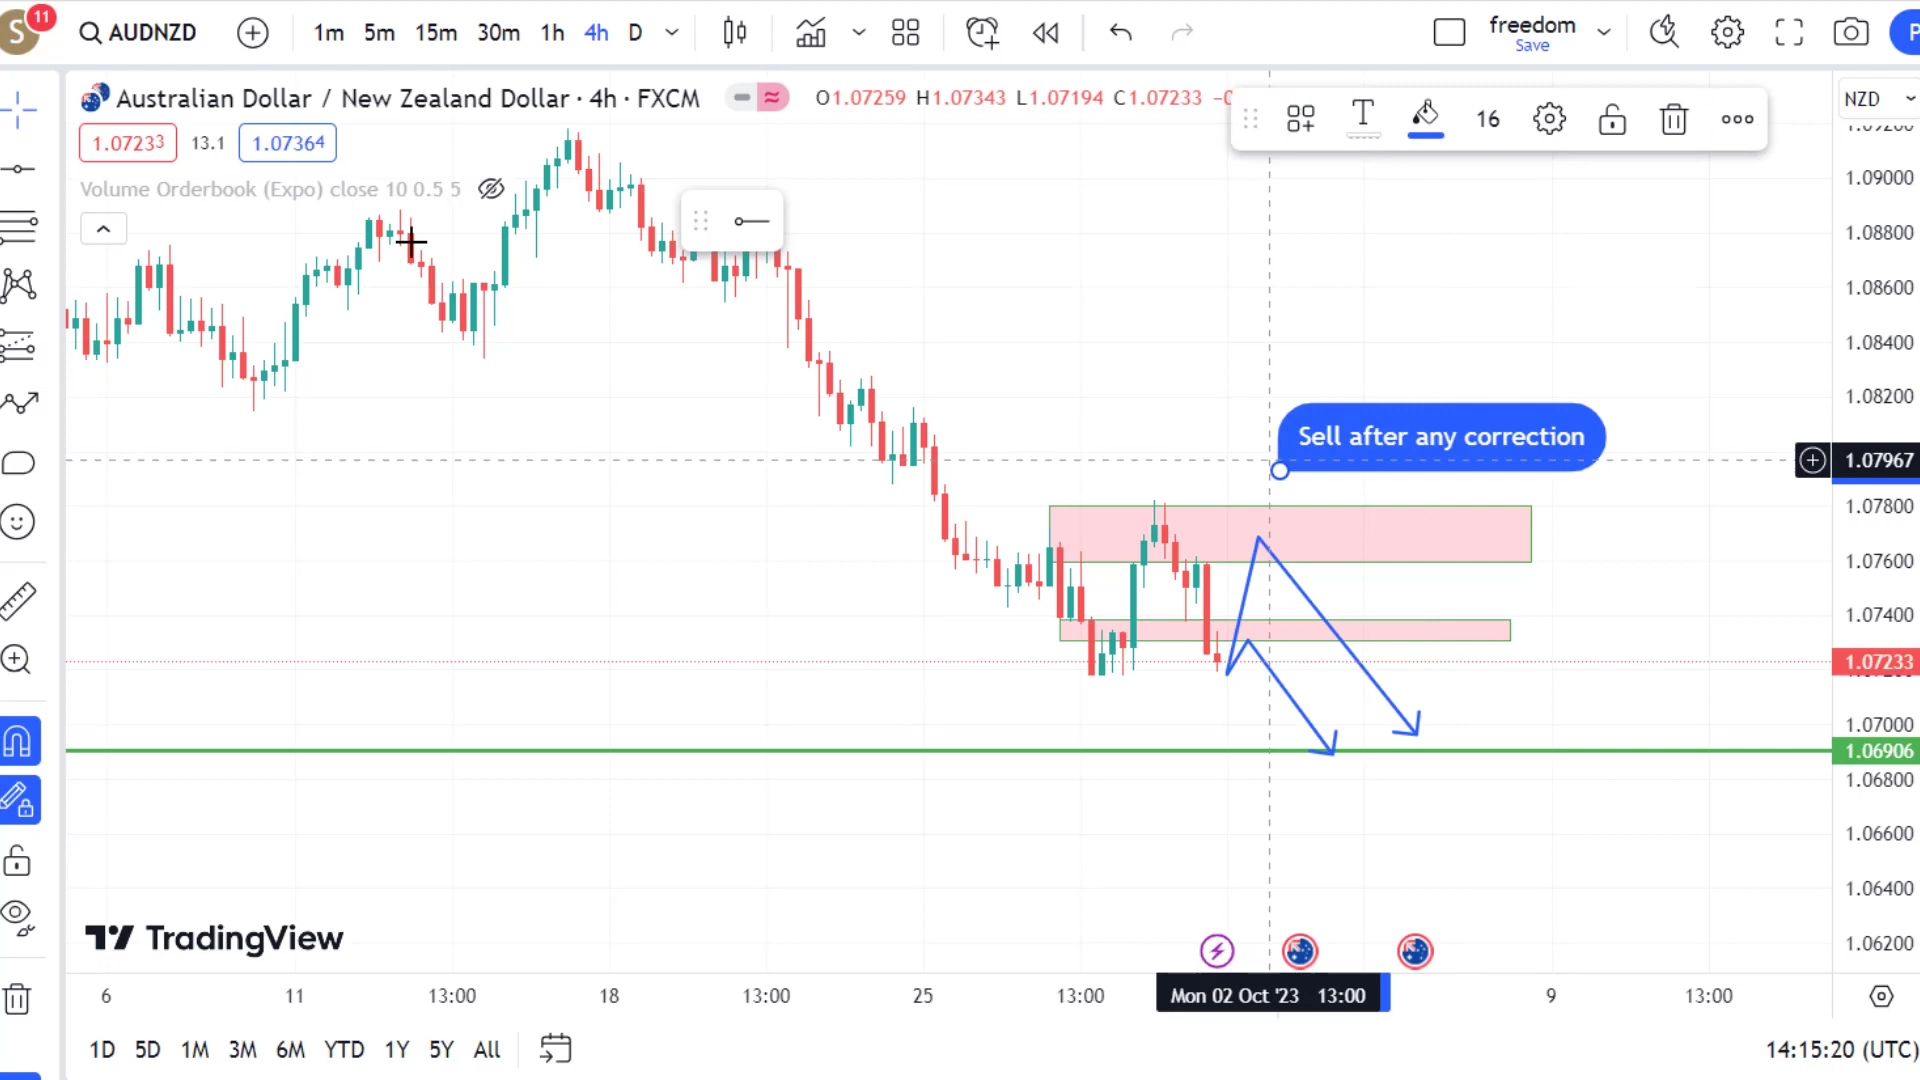 S 11 AUDNZD 1m 5m 15m 30m 1h 4h D freedom
Save
Australian Dollar / New Zealand Dollar · 4h · FXCM O1.07259 H1.07343 L1.07194 C1.07233 NZD
1.07233 13.1 1.07364
T 16
Volume Orderbook (Expo) close 10 0.5 5
1.09000
1.08800
1.08600
1.08400
1.08200
Sell after any correction
1.07967
1.07800
1.07600
1.07400
1.07233
1.07000
1.06906
1.06800
1.06600
1.06400
1.06200
TradingView
6 11 13:00 18 13:00 25 13:00 Mon 02 Oct '23 13:00 9 13:00
1D 5D 1M 3M 6M YTD 1Y 5Y All 14:15:20 (UTC)